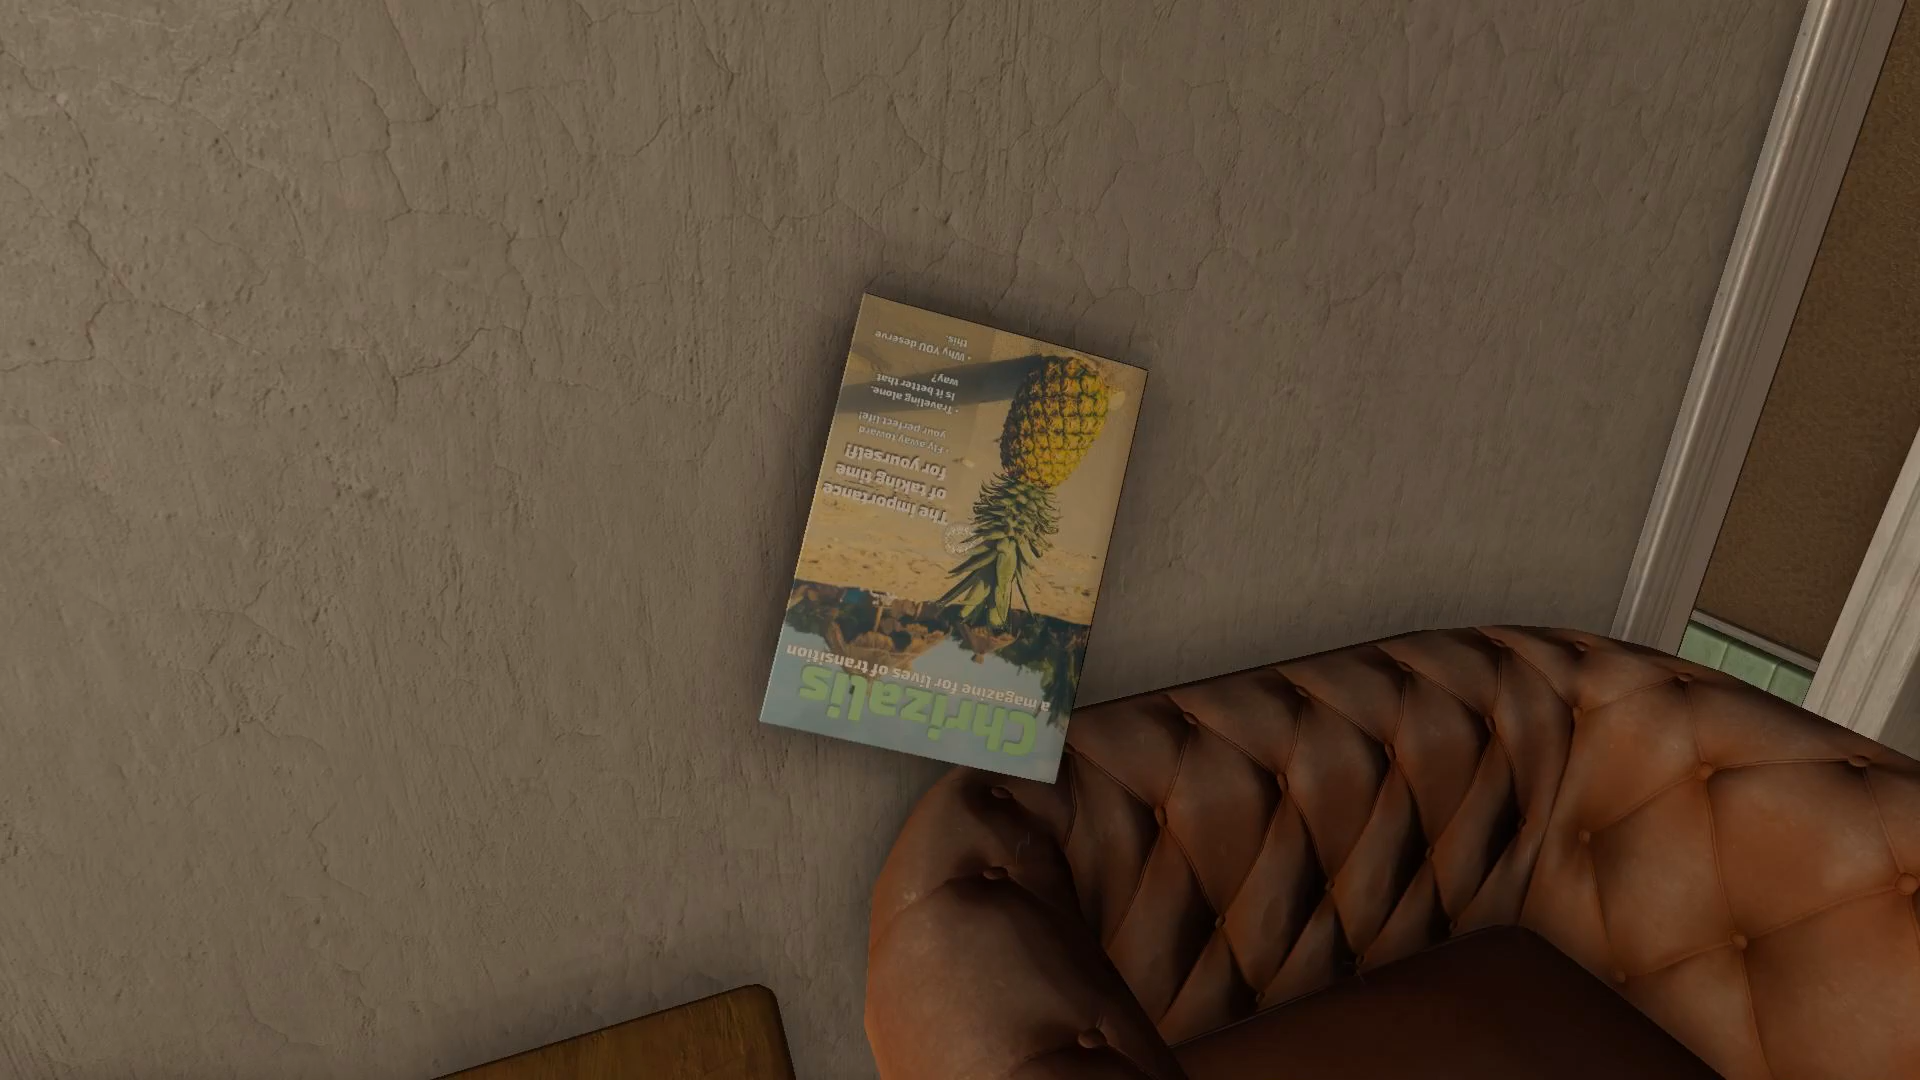 Chrizalis
a magazine for lives of transition
The importance
of taking time
for yourself!
• Fly away toward
your perfect life!
• Traveling alone.
Is it better that
way?
• Why YOU deserve
this.